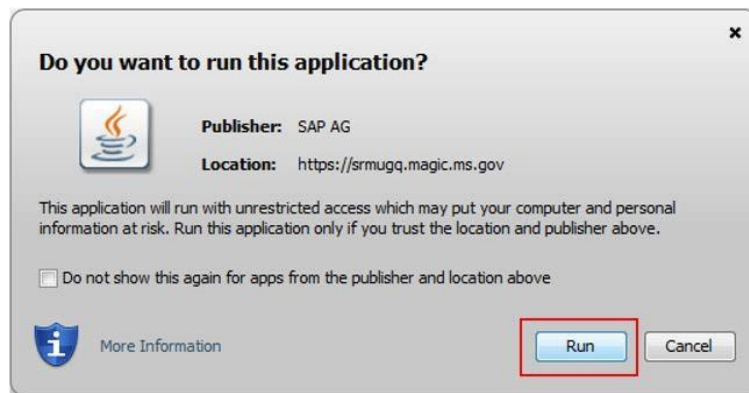 Do you want to run this application?
Publisher: SAP AG
Location: https://srmugq.magic.ms.gov
This application will run with unrestricted access which may put your computer and personal
information at risk. Run this application only if you trust the location and publisher above.
Do not show this again for apps from the publisher and location above
More Information
Run
Cancel